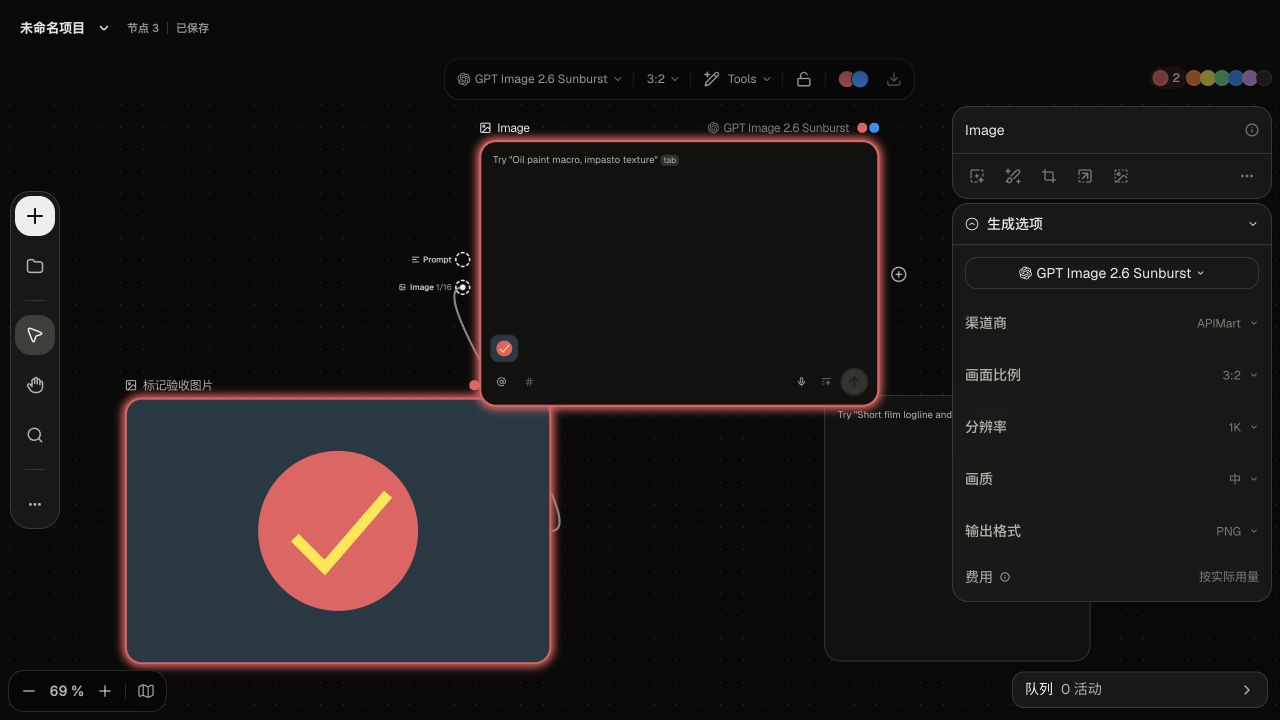 未命名项目
节点 3
已保存
GPT Image 2.6 Sunburst
3:2
Tools
2
Image
GPT Image 2.6 Sunburst
Try "Oil paint macro, impasto texture" tab
Prompt
Image 1/16
@
#
标记验收图片
Try "Short film logline and
69 %
Image
生成选项
GPT Image 2.6 Sunburst
渠道商 APIMart
画面比例 3:2
分辨率 1K
画质 中
输出格式 PNG
费用 按实际用量
队列 0 活动